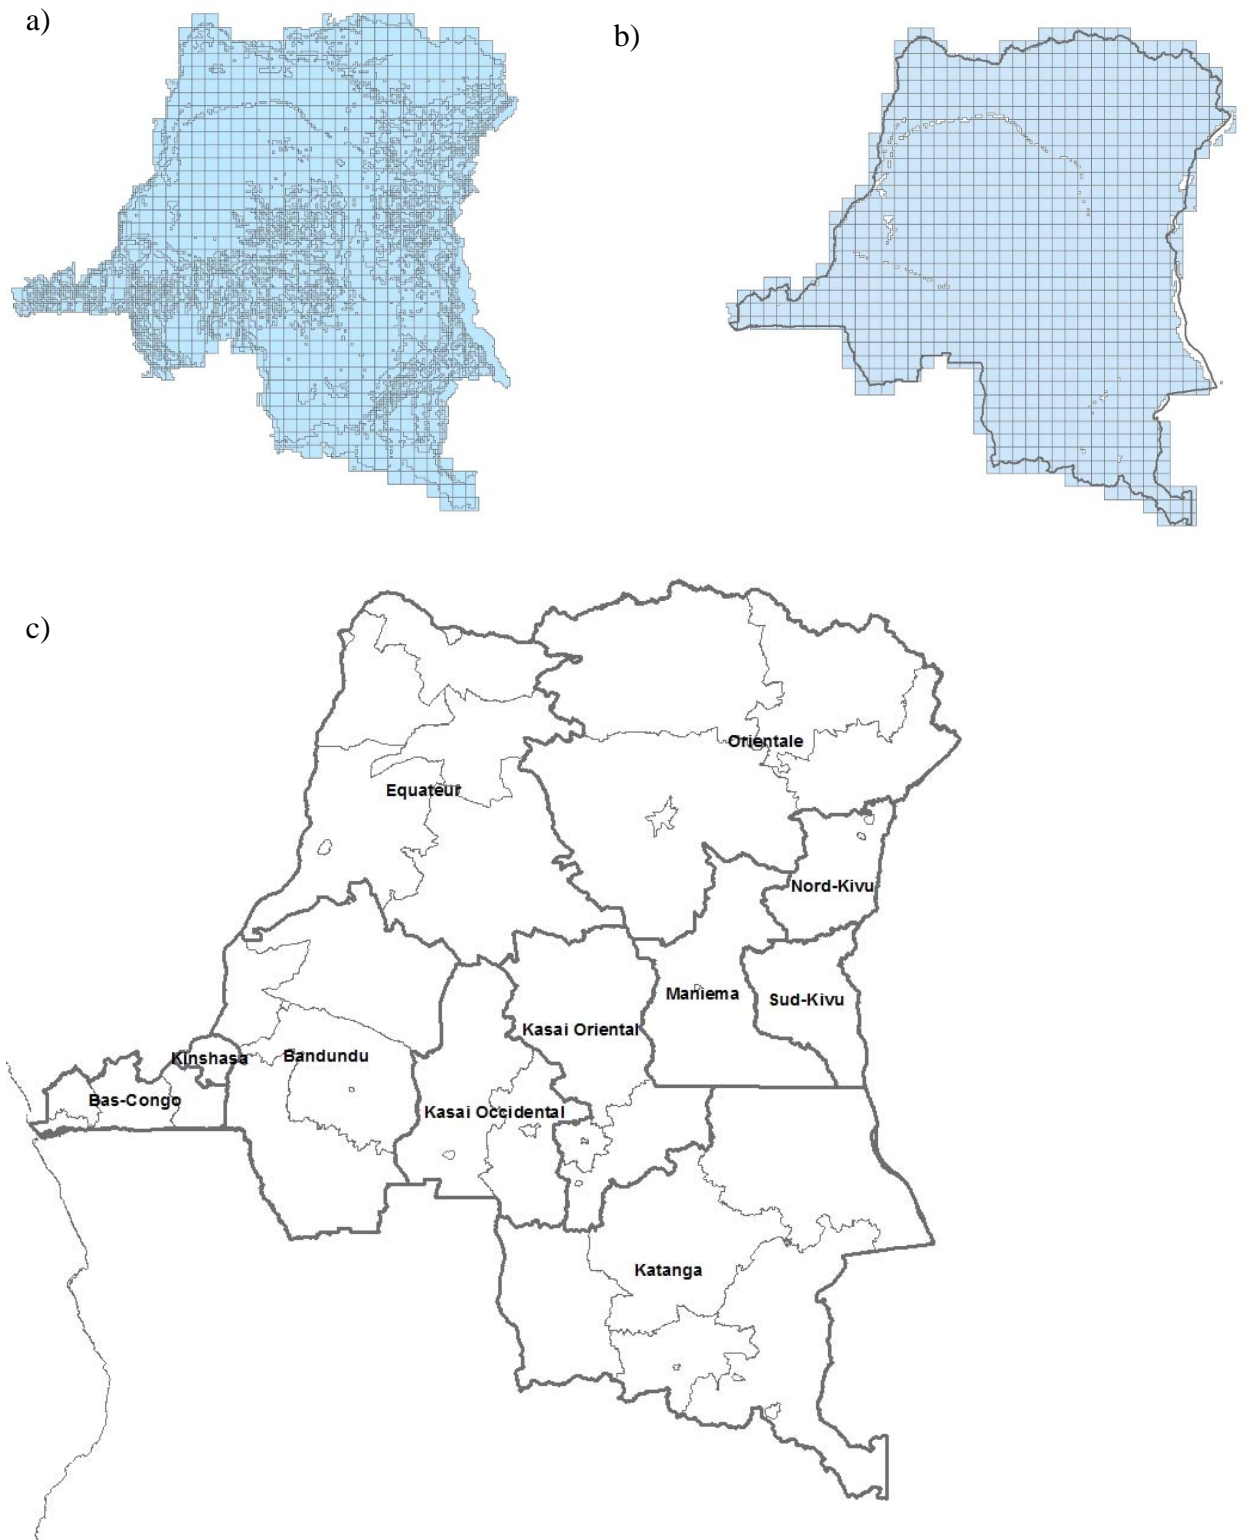 a)
b)
c)
Orientale
Equateur
Nord-Kivu
Maniema
Sud-Kivu
Kasai Oriental
Kinshasa
Bandundu
Bas-Congo
Kasai Occidental
Katanga